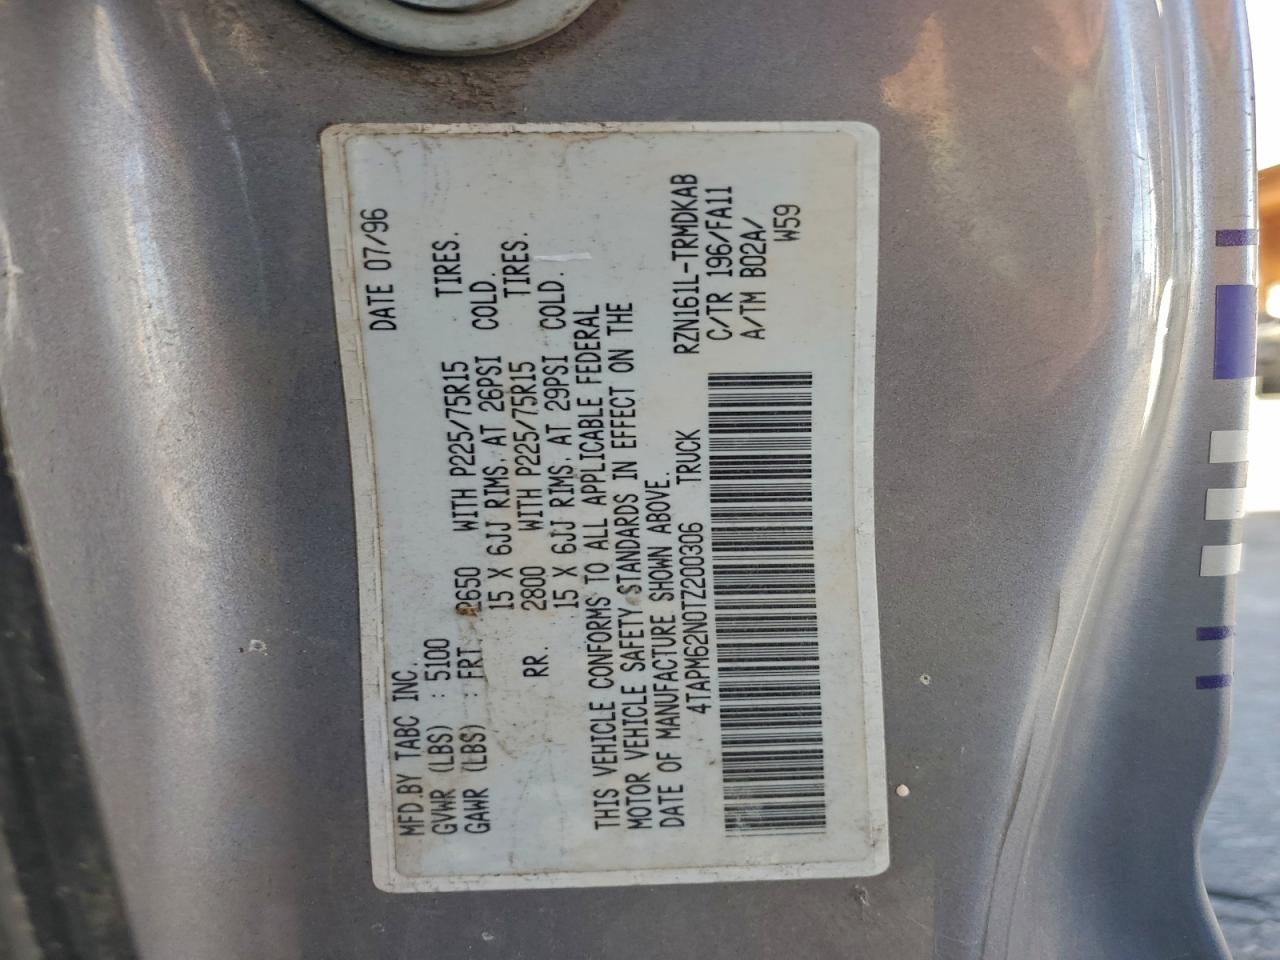 MFD.BY TABC INC. DATE 07/96
GVWR (LBS) : 5100
GAWR (LBS) : FRT. 2650 WITH P225/75R15 TIRES.
15 X 6JJ RIMS. AT 26PSI COLD.
RR. 2800 WITH P225/75R15 TIRES.
15 X 6JJ RIMS. AT 29PSI COLD.
THIS VEHICLE CONFORMS TO ALL APPLICABLE FEDERAL
MOTOR VEHICLE SAFETY STANDARDS IN EFFECT ON THE
DATE OF MANUFACTURE SHOWN ABOVE.
4TAPM62N0TZ200306 TRUCK
RZN161L-TRMDKAB
C/TR 196/FA11
A/TM B02A/
W59